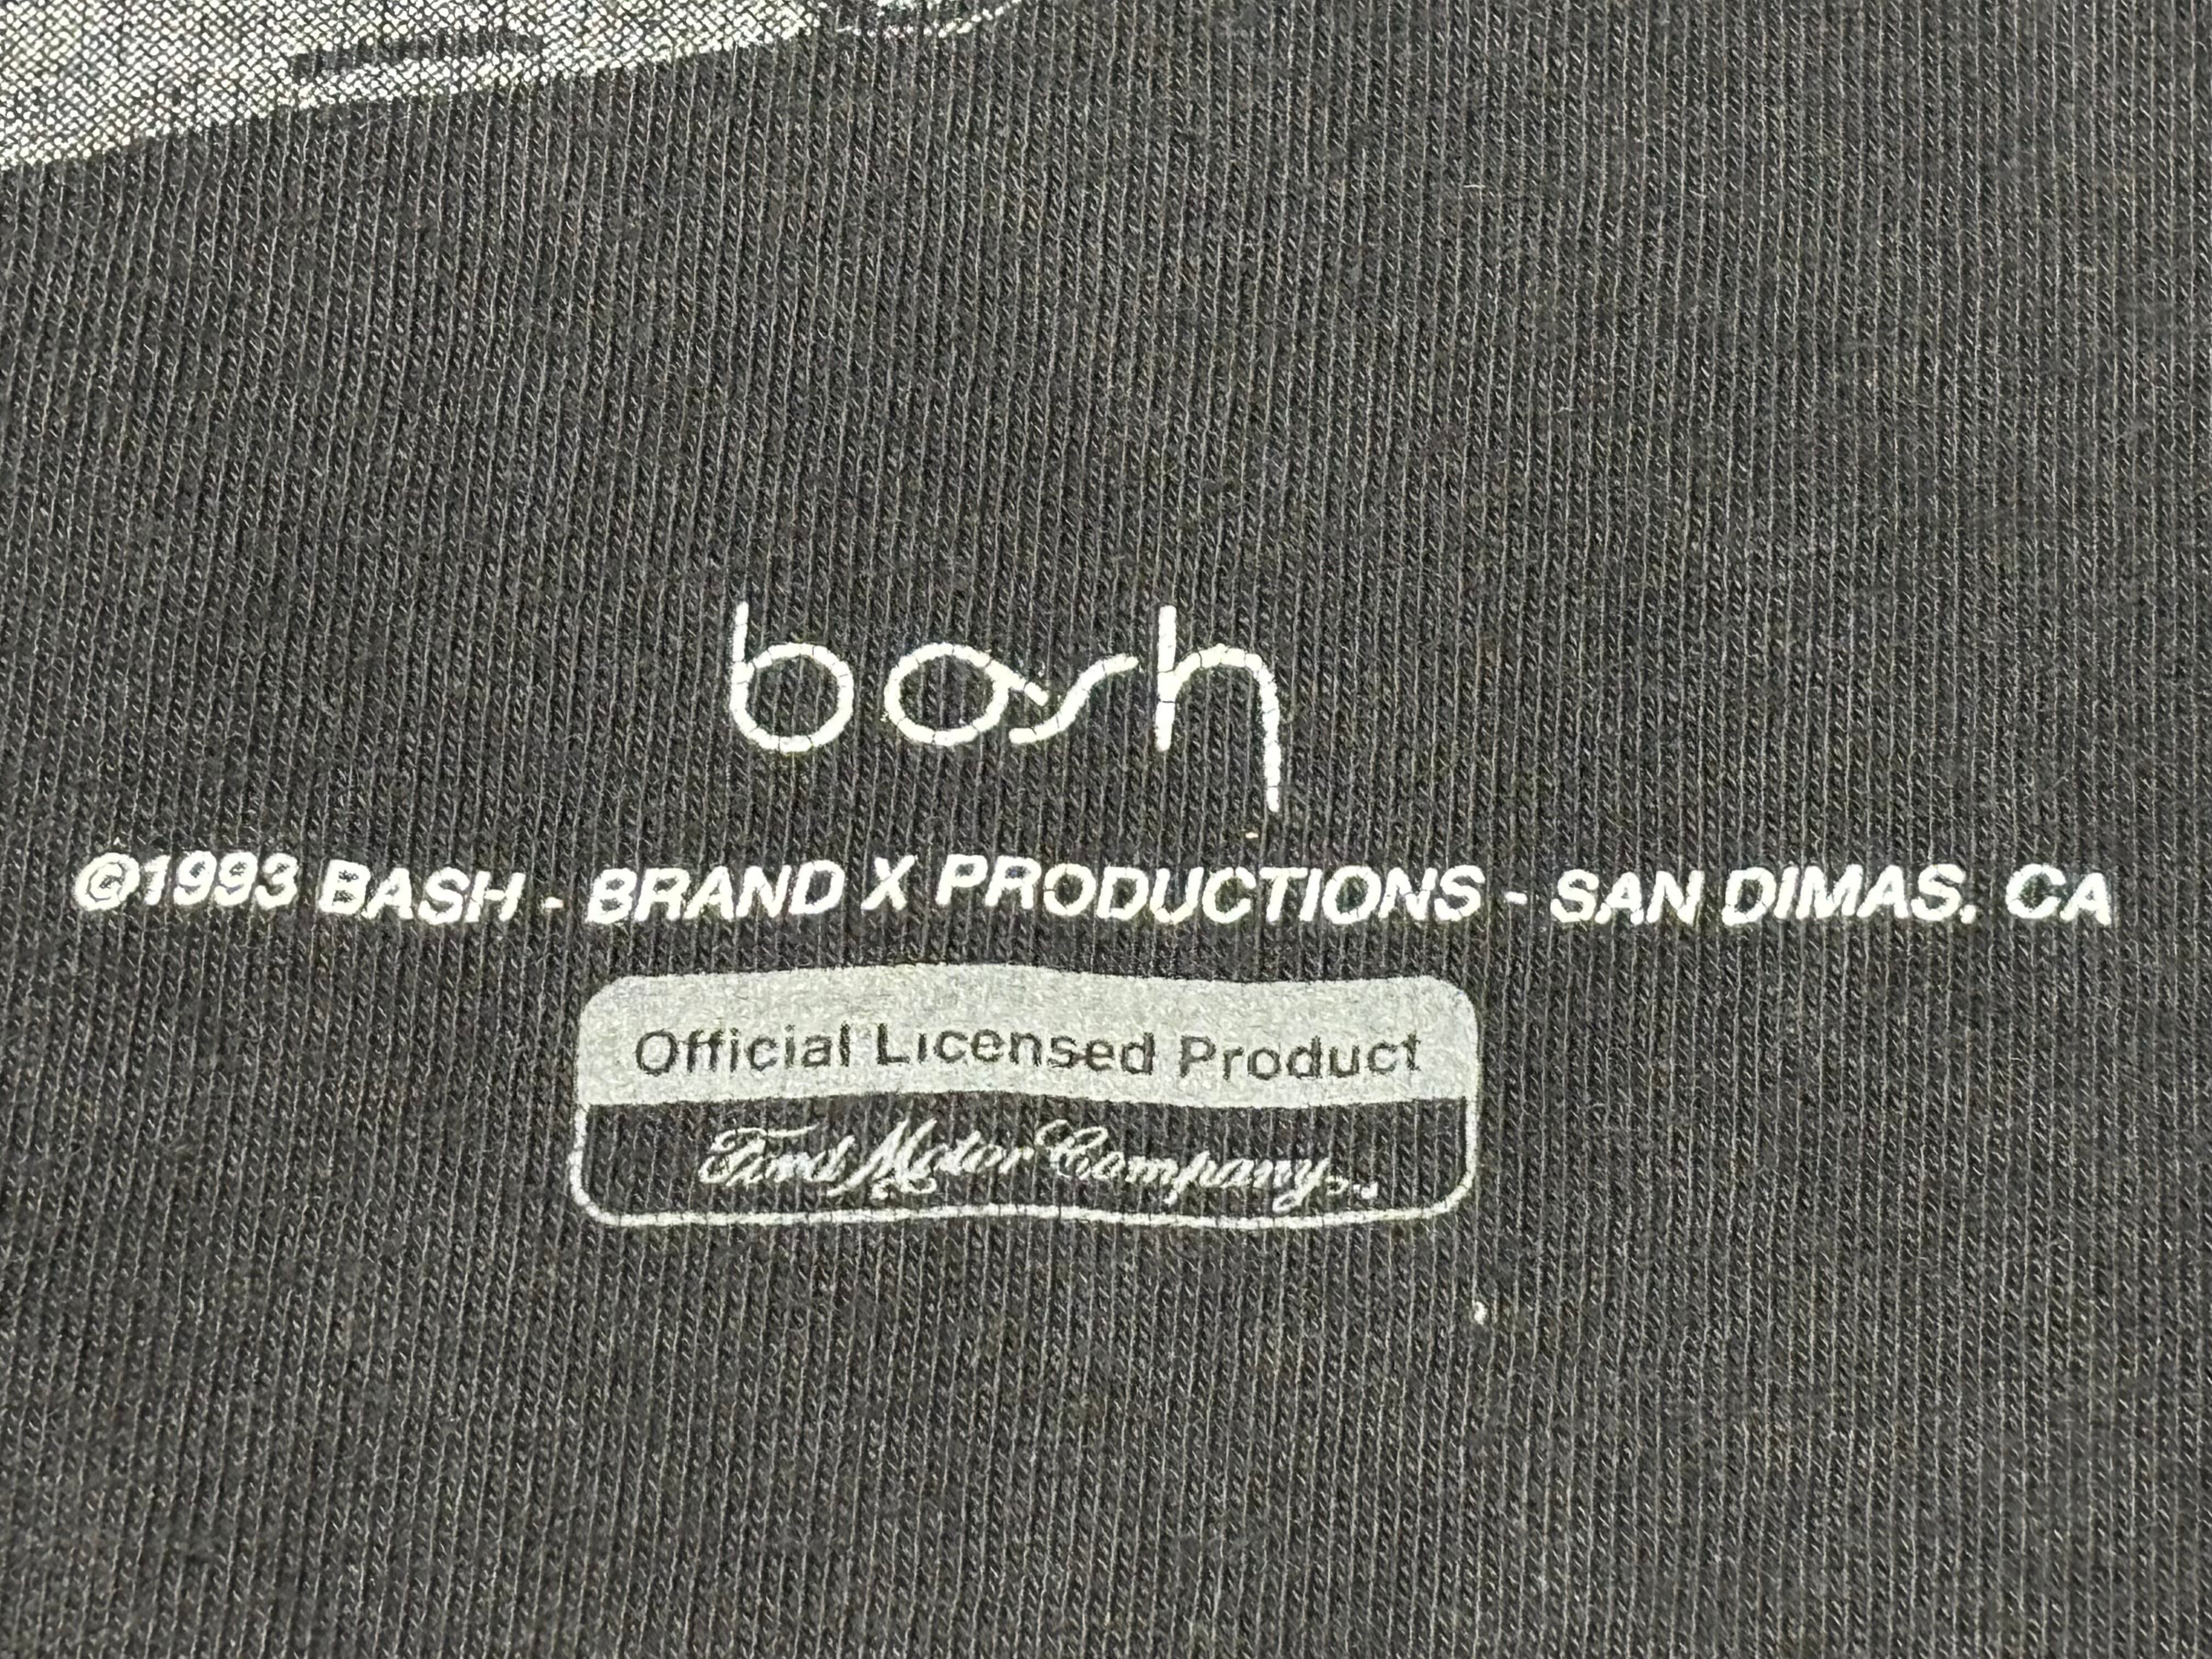 bash
©1993 BASH - BRAND X PRODUCTIONS - SAN DIMAS, CA
Official Licensed Product
Ford Motor Company